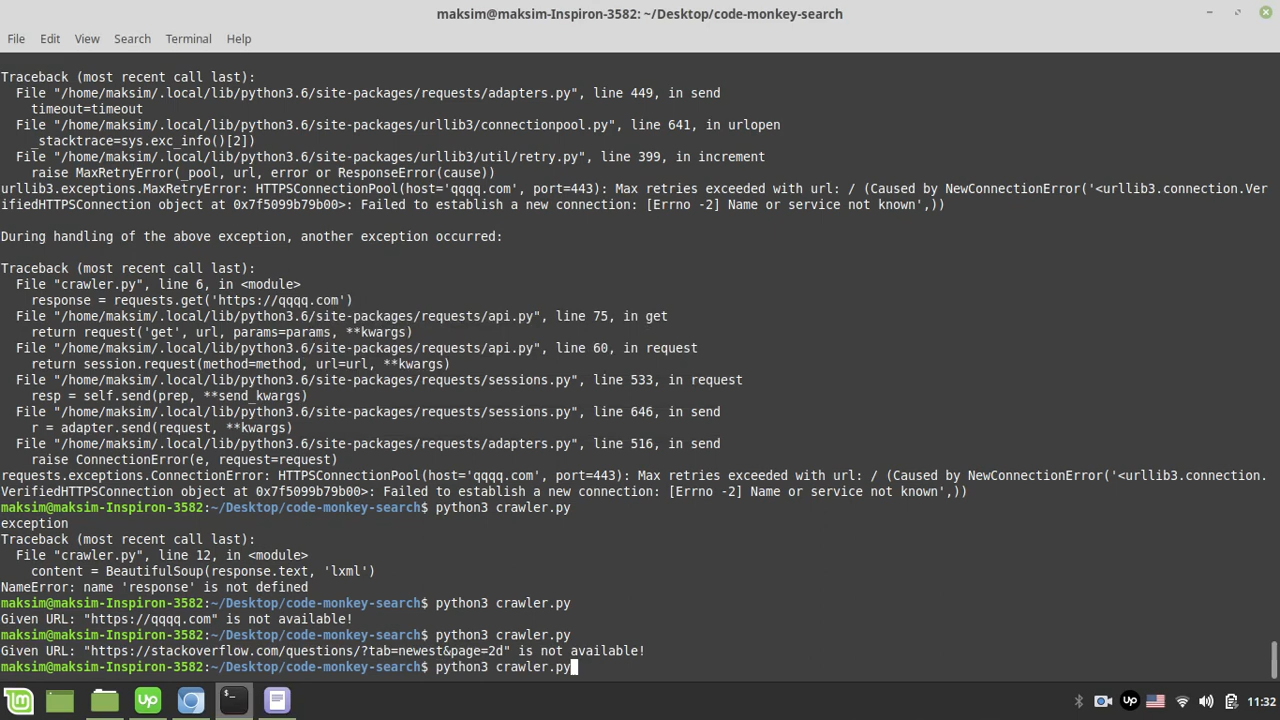 maksim@maksim-Inspiron-3582: ~/Desktop/code-monkey-search
File Edit View Search Terminal Help
Traceback (most recent call last):
  File "/home/maksim/.local/lib/python3.6/site-packages/requests/adapters.py", line 449, in send
    timeout=timeout
  File "/home/maksim/.local/lib/python3.6/site-packages/urllib3/connectionpool.py", line 641, in urlopen
    _stacktrace=sys.exc_info()[2])
  File "/home/maksim/.local/lib/python3.6/site-packages/urllib3/util/retry.py", line 399, in increment
    raise MaxRetryError(_pool, url, error or ResponseError(cause))
urllib3.exceptions.MaxRetryError: HTTPSConnectionPool(host='qqqq.com', port=443): Max retries exceeded with url: / (Caused by NewConnectionError('<urllib3.connection.Ver
ifiedHTTPSConnection object at 0x7f5099b79b00>: Failed to establish a new connection: [Errno -2] Name or service not known',))
During handling of the above exception, another exception occurred:
Traceback (most recent call last):
  File "crawler.py", line 6, in <module>
    response = requests.get('https://qqqq.com')
  File "/home/maksim/.local/lib/python3.6/site-packages/requests/api.py", line 75, in get
    return request('get', url, params=params, **kwargs)
  File "/home/maksim/.local/lib/python3.6/site-packages/requests/api.py", line 60, in request
    return session.request(method=method, url=url, **kwargs)
  File "/home/maksim/.local/lib/python3.6/site-packages/requests/sessions.py", line 533, in request
    resp = self.send(prep, **send_kwargs)
  File "/home/maksim/.local/lib/python3.6/site-packages/requests/sessions.py", line 646, in send
    r = adapter.send(request, **kwargs)
  File "/home/maksim/.local/lib/python3.6/site-packages/requests/adapters.py", line 516, in send
    raise ConnectionError(e, request=request)
requests.exceptions.ConnectionError: HTTPSConnectionPool(host='qqqq.com', port=443): Max retries exceeded with url: / (Caused by NewConnectionError('<urllib3.connection.
VerifiedHTTPSConnection object at 0x7f5099b79b00>: Failed to establish a new connection: [Errno -2] Name or service not known',))
maksim@maksim-Inspiron-3582:~/Desktop/code-monkey-search$ python3 crawler.py
exception
Traceback (most recent call last):
  File "crawler.py", line 12, in <module>
    content = BeautifulSoup(response.text, 'lxml')
NameError: name 'response' is not defined
maksim@maksim-Inspiron-3582:~/Desktop/code-monkey-search$ python3 crawler.py
Given URL: "https://qqqq.com" is not available!
maksim@maksim-Inspiron-3582:~/Desktop/code-monkey-search$ python3 crawler.py
Given URL: "https://stackoverflow.com/questions/?tab=newest&page=2d" is not available!
maksim@maksim-Inspiron-3582:~/Desktop/code-monkey-search$ python3 crawler.py
Up
$_
Up
11:32